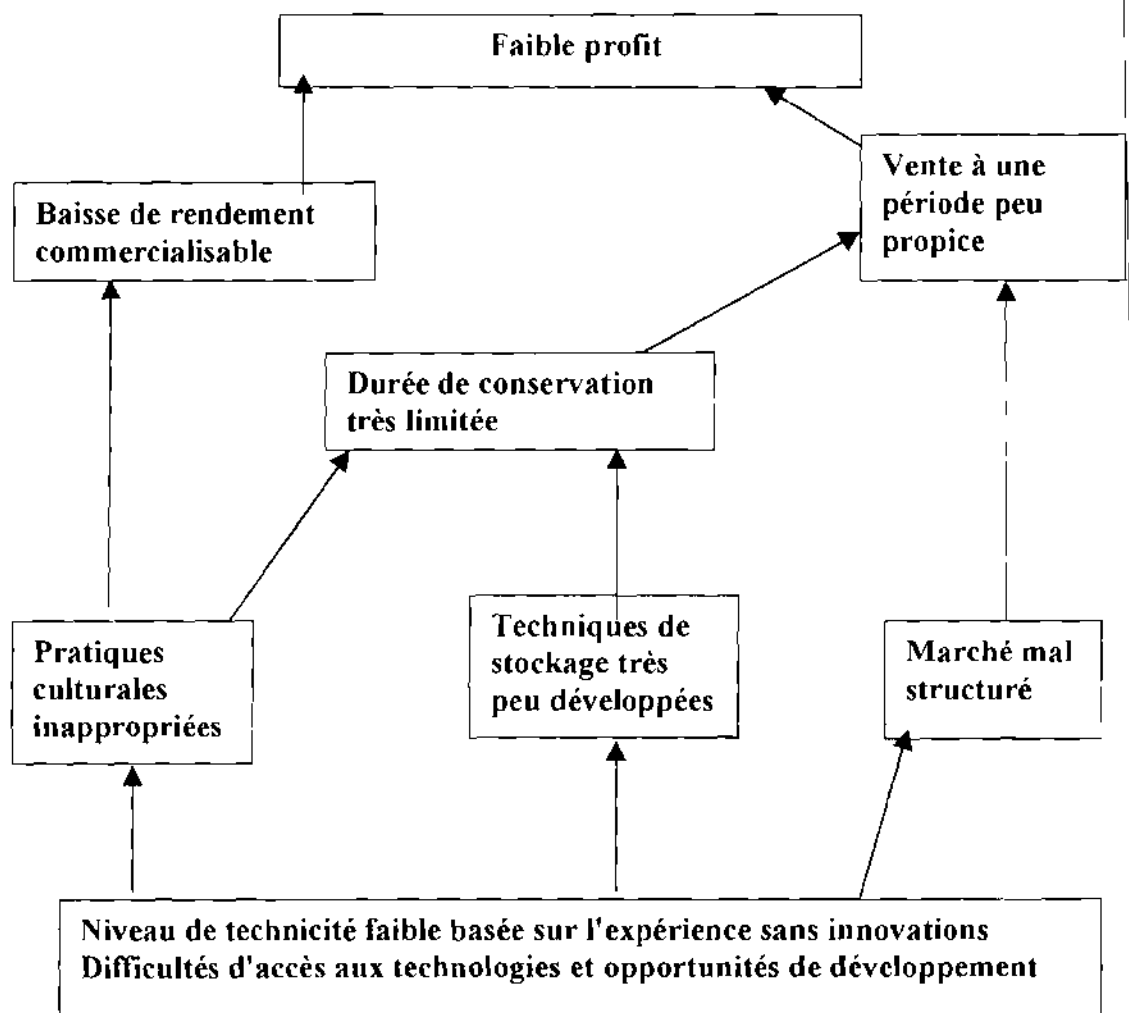 Faible profit
Vente à une
période peu
propice
Baisse de rendement
commercialisable
Durée de conservation
très limitée
Pratiques
culturales
inappropriées
Techniques de
stockage très
peu développées
Marché mal
structuré
Niveau de technicité faible basée sur l'expérience sans innovations
Difficultés d'accès aux technologies et opportunités de développement